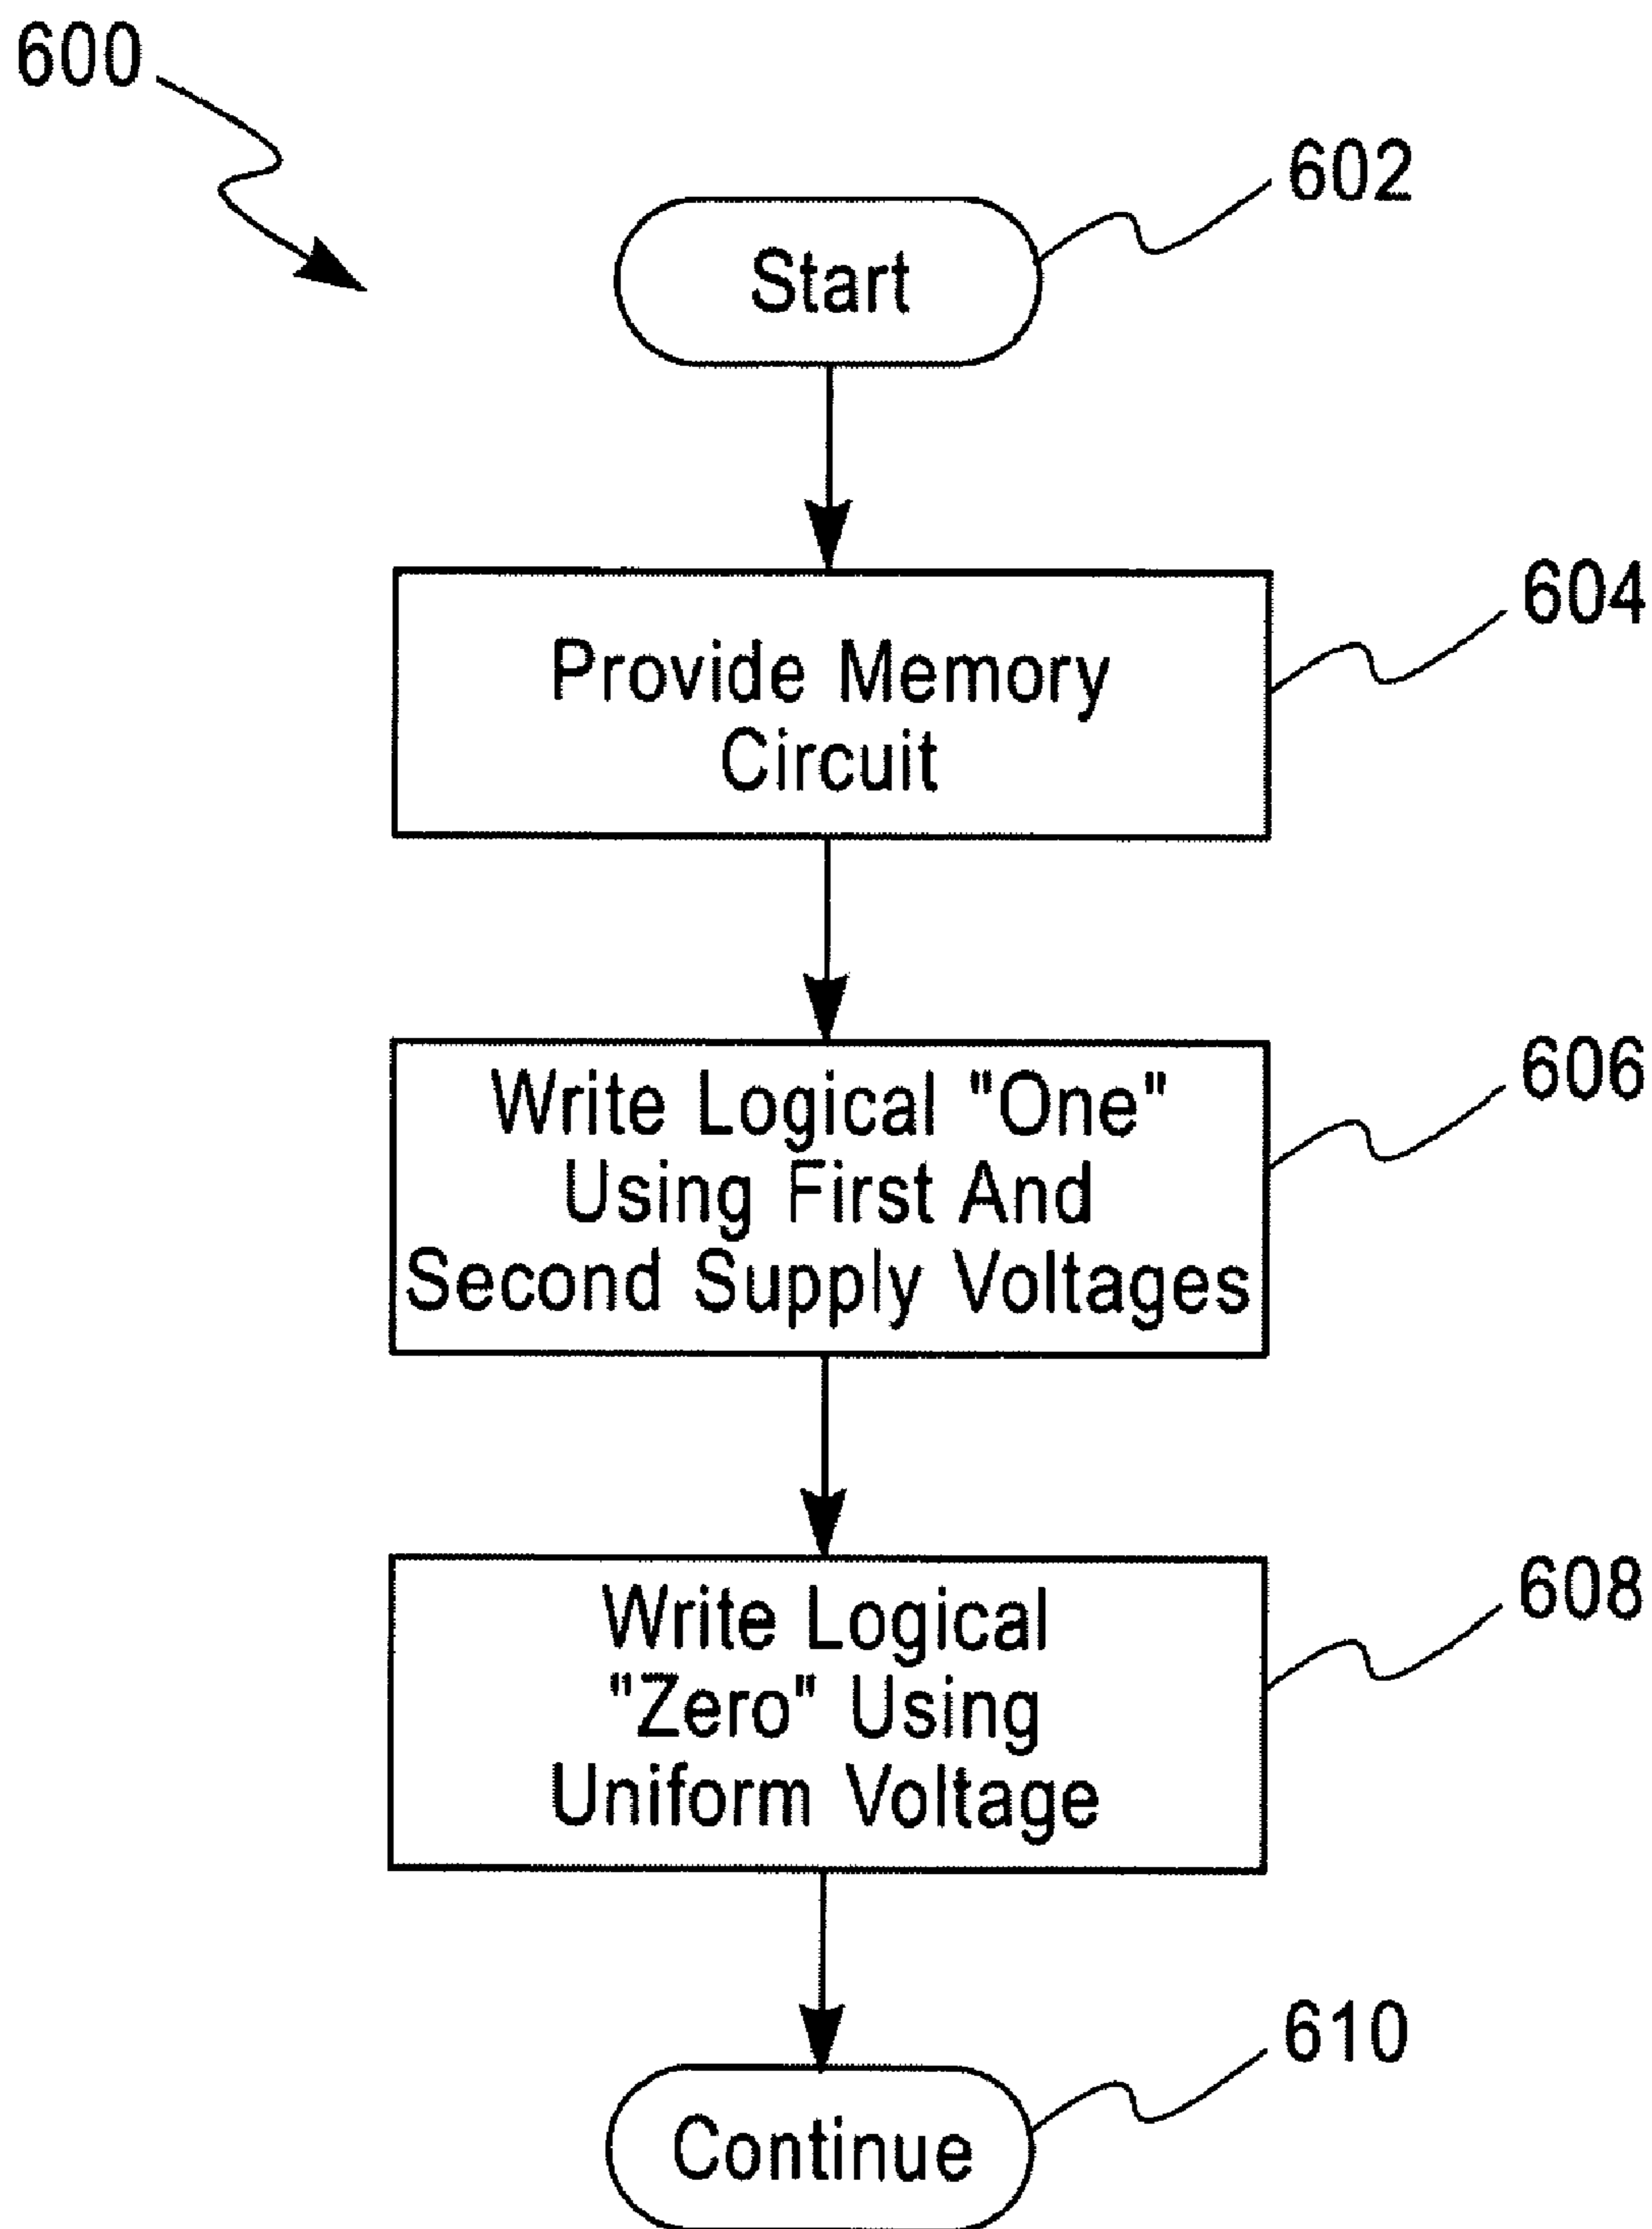 600
602
Start
604
Provide Memory
Circuit
606
Write Logical "One"
Using First And
Second Supply Voltages
608
Write Logical
"Zero" Using
Uniform Voltage
610
Continue